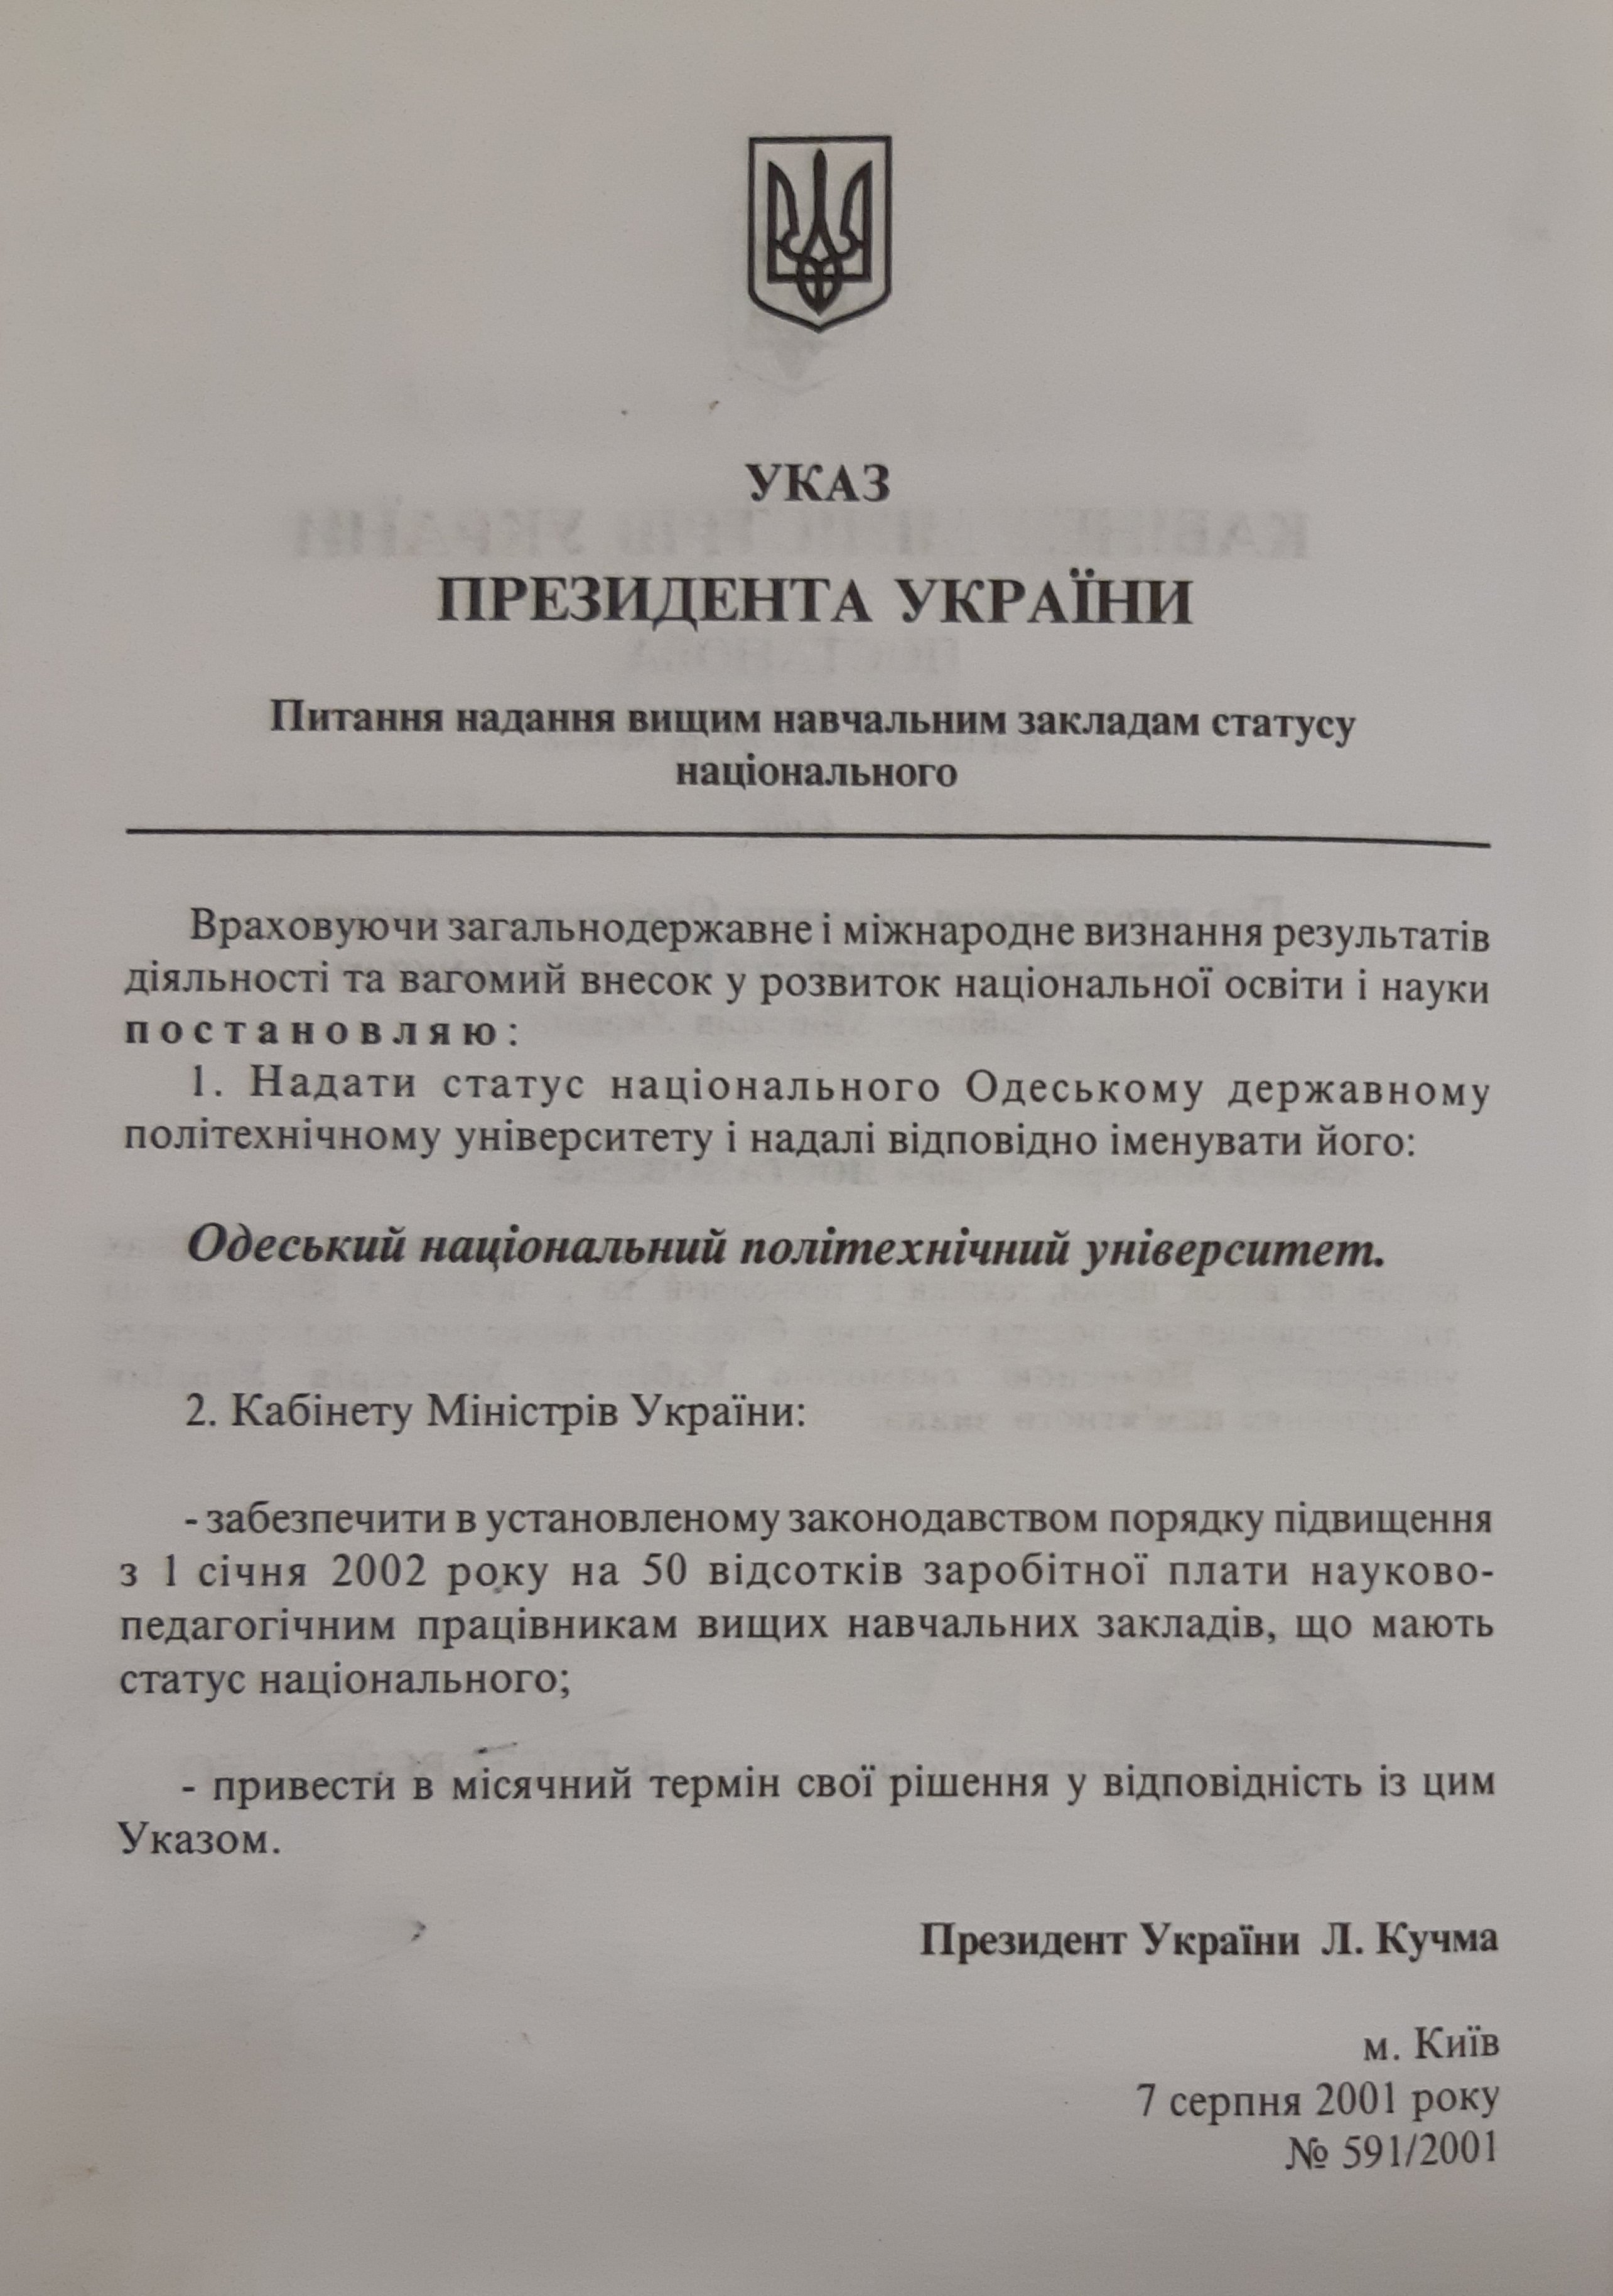 УКАЗ
ПРЕЗИДЕНТА УКРАЇНИ
Питання надання вищим навчальним закладам статусу
національного
Враховуючи загальнодержавне і міжнародне визнання результатів
діяльності та вагомий внесок у розвиток національної освіти і науки
постановляю:
1. Надати статус національного Одеському державному
політехнічному університету і надалі відповідно іменувати його:
Одеський національний політехнічний університет.
2. Кабінету Міністрів України:
- забезпечити в установленому законодавством порядку підвищення
з 1 січня 2002 року на 50 відсотків заробітної плати науково-
педагогічним працівникам вищих навчальних закладів, що мають
статус національного;
- привести в місячний термін свої рішення у відповідність із цим
Указом.
Президент України Л. Кучма
м. Київ
7 серпня 2001 року
№ 591/2001